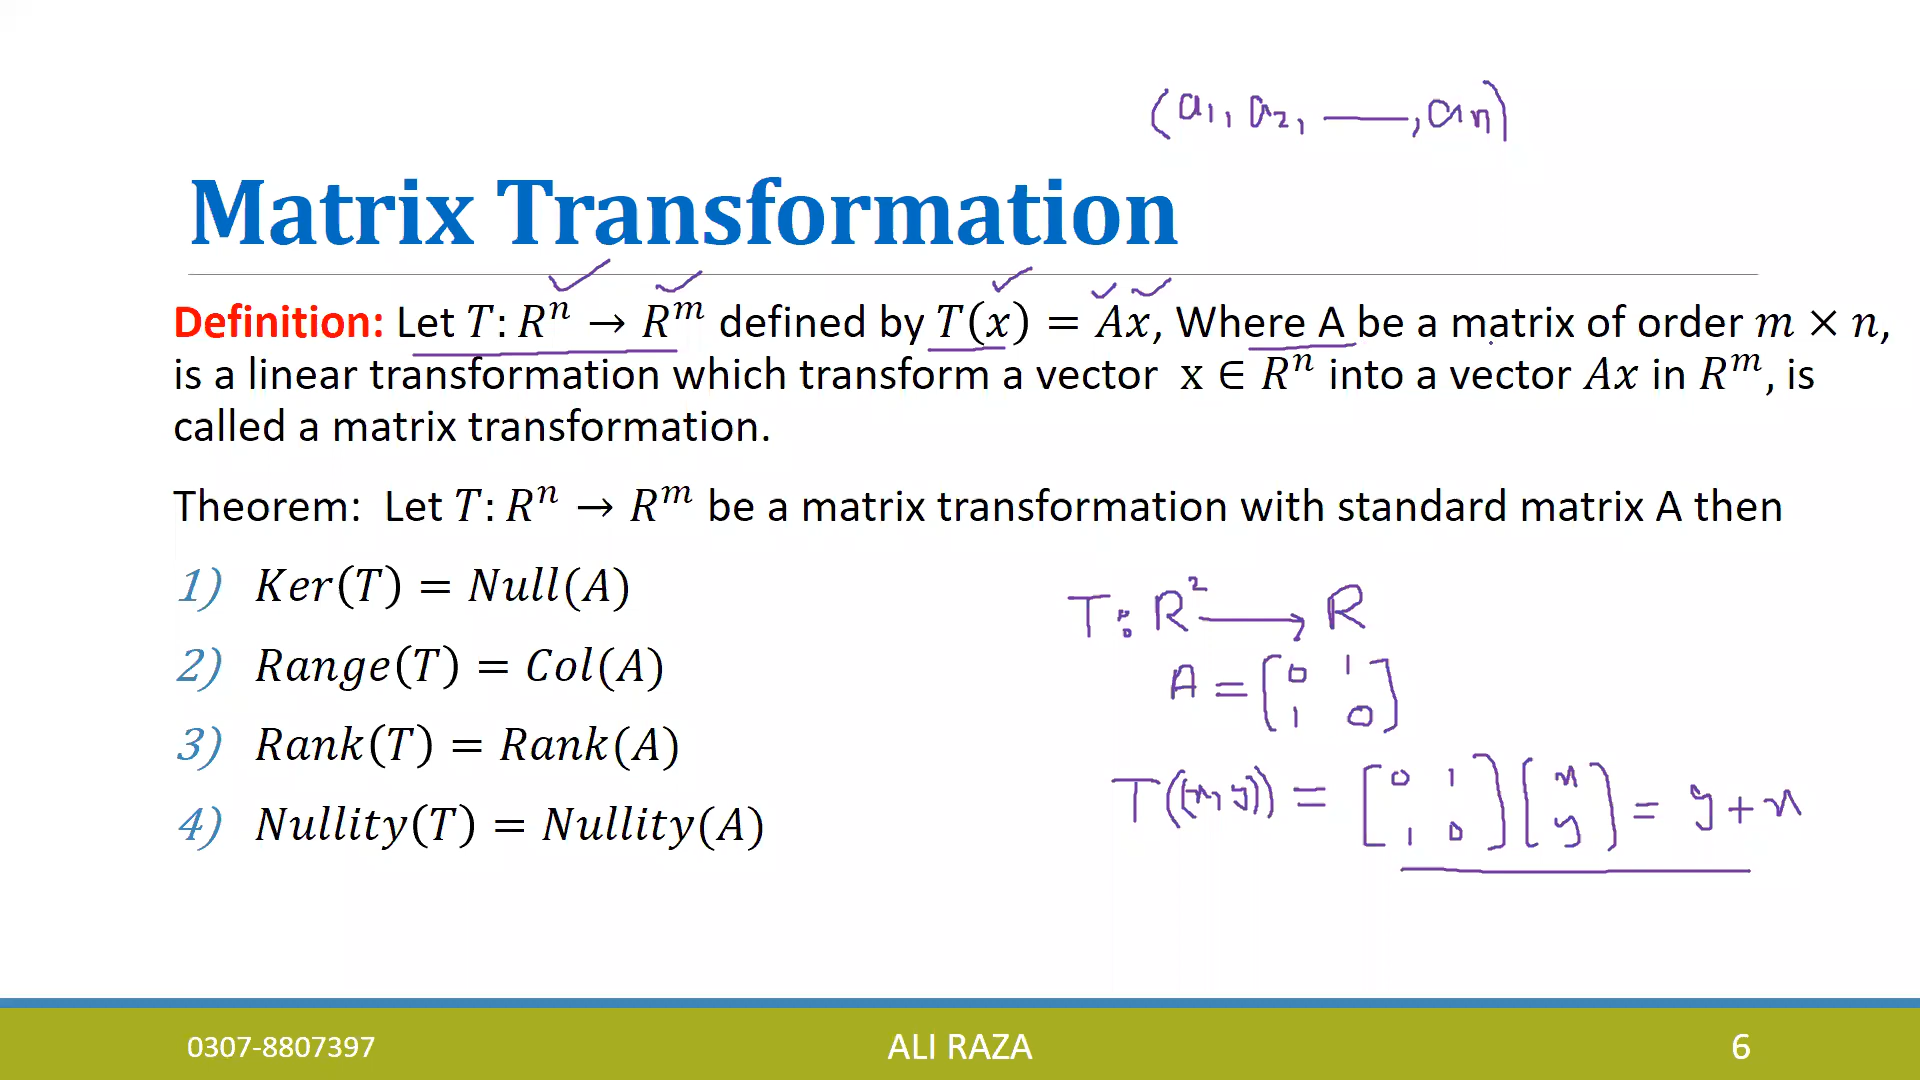 (a1, a2, —, an)
Matrix Transformation
Definition: Let T: Rⁿ → Rᵐ defined by T(x) = Ax, Where A be a matrix of order m × n,
is a linear transformation which transform a vector x ∈ Rⁿ into a vector Ax in Rᵐ, is
called a matrix transformation.
Theorem: Let T: Rⁿ → Rᵐ be a matrix transformation with standard matrix A then
1) Ker(T) = Null(A)
2) Range(T) = Col(A)
3) Rank(T) = Rank(A)
4) Nullity(T) = Nullity(A)
T: R² → R
A = [0 1
1 0]
T((x, y)) = [0 1 [x = y + x
1 0] y]
0307-8807397
ALI RAZA
6